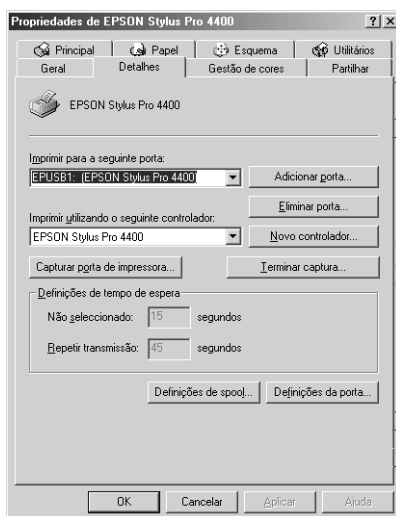 Propriedades de EPSON Stylus Pro 4400
Principal Papel Esquema Utilitários
Geral Detalhes Gestão de cores Partilhar
EPSON Stylus Pro 4400
Imprimir para a seguinte porta:
EPUSB1: (EPSON Stylus Pro 4400) Adicionar porta...
Eliminar porta...
Imprimir utilizando o seguinte controlador:
EPSON Stylus Pro 4400 Novo controlador...
Capturar porta de impressora... Terminar captura...
Definições de tempo de espera
Não seleccionado: 15 segundos
Repetir transmissão: 45 segundos
Definições de spool... Definições da porta...
OK Cancelar Aplicar Ajuda